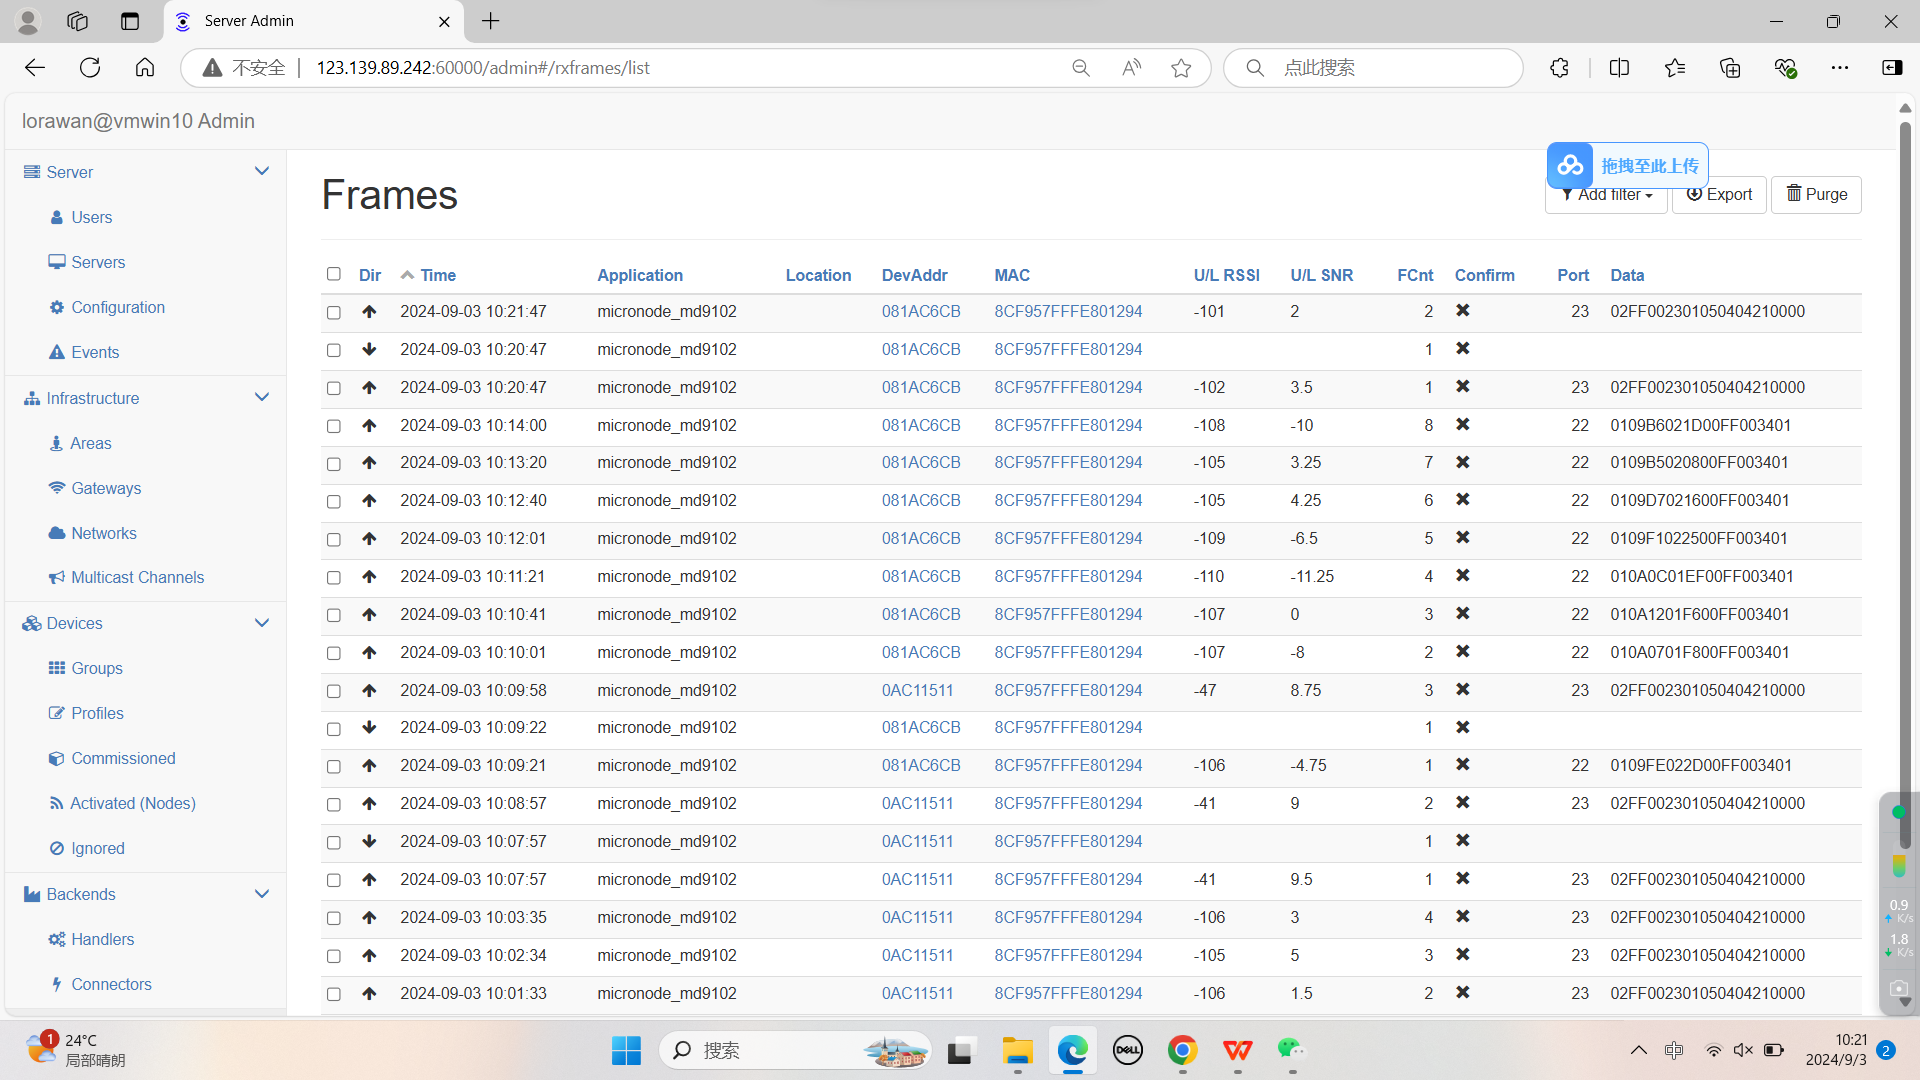 Server Admin
不安全 123.139.89.242:60000/admin#/rxframes/list
点此搜索
lorawan@vmwin10 Admin
Server
Users
Servers
Configuration
Events
Infrastructure
Areas
Gateways
Networks
Multicast Channels
Devices
Groups
Profiles
Commissioned
Activated (Nodes)
Ignored
Backends
Handlers
Connectors
Frames
拖拽至此上传
Add filter Export Purge
Dir Time Application Location DevAddr MAC U/L RSSI U/L SNR FCnt Confirm Port Data
2024-09-03 10:21:47 micronode_md9102 081AC6CB 8CF957FFFE801294 -101 2 2 23 02FF002301050404210000
2024-09-03 10:20:47 micronode_md9102 081AC6CB 8CF957FFFE801294 1
2024-09-03 10:20:47 micronode_md9102 081AC6CB 8CF957FFFE801294 -102 3.5 1 23 02FF002301050404210000
2024-09-03 10:14:00 micronode_md9102 081AC6CB 8CF957FFFE801294 -108 -10 8 22 0109B6021D00FF003401
2024-09-03 10:13:20 micronode_md9102 081AC6CB 8CF957FFFE801294 -105 3.25 7 22 0109B5020800FF003401
2024-09-03 10:12:40 micronode_md9102 081AC6CB 8CF957FFFE801294 -105 4.25 6 22 0109D7021600FF003401
2024-09-03 10:12:01 micronode_md9102 081AC6CB 8CF957FFFE801294 -109 -6.5 5 22 0109F1022500FF003401
2024-09-03 10:11:21 micronode_md9102 081AC6CB 8CF957FFFE801294 -110 -11.25 4 22 010A0C01EF00FF003401
2024-09-03 10:10:41 micronode_md9102 081AC6CB 8CF957FFFE801294 -107 0 3 22 010A1201F600FF003401
2024-09-03 10:10:01 micronode_md9102 081AC6CB 8CF957FFFE801294 -107 -8 2 22 010A0701F800FF003401
2024-09-03 10:09:58 micronode_md9102 0AC11511 8CF957FFFE801294 -47 8.75 3 23 02FF002301050404210000
2024-09-03 10:09:22 micronode_md9102 081AC6CB 8CF957FFFE801294 1
2024-09-03 10:09:21 micronode_md9102 081AC6CB 8CF957FFFE801294 -106 -4.75 1 22 0109FE022D00FF003401
2024-09-03 10:08:57 micronode_md9102 0AC11511 8CF957FFFE801294 -41 9 2 23 02FF002301050404210000
2024-09-03 10:07:57 micronode_md9102 0AC11511 8CF957FFFE801294 1
2024-09-03 10:07:57 micronode_md9102 0AC11511 8CF957FFFE801294 -41 9.5 1 23 02FF002301050404210000
2024-09-03 10:03:35 micronode_md9102 0AC11511 8CF957FFFE801294 -106 3 4 23 02FF002301050404210000
2024-09-03 10:02:34 micronode_md9102 0AC11511 8CF957FFFE801294 -105 5 3 23 02FF002301050404210000
2024-09-03 10:01:33 micronode_md9102 0AC11511 8CF957FFFE801294 -106 1.5 2 23 02FF002301050404210000
0.9
K/s
1.8
K/s
1
24°C
局部晴朗
搜索
DELL
中
10:21
2024/9/3
2